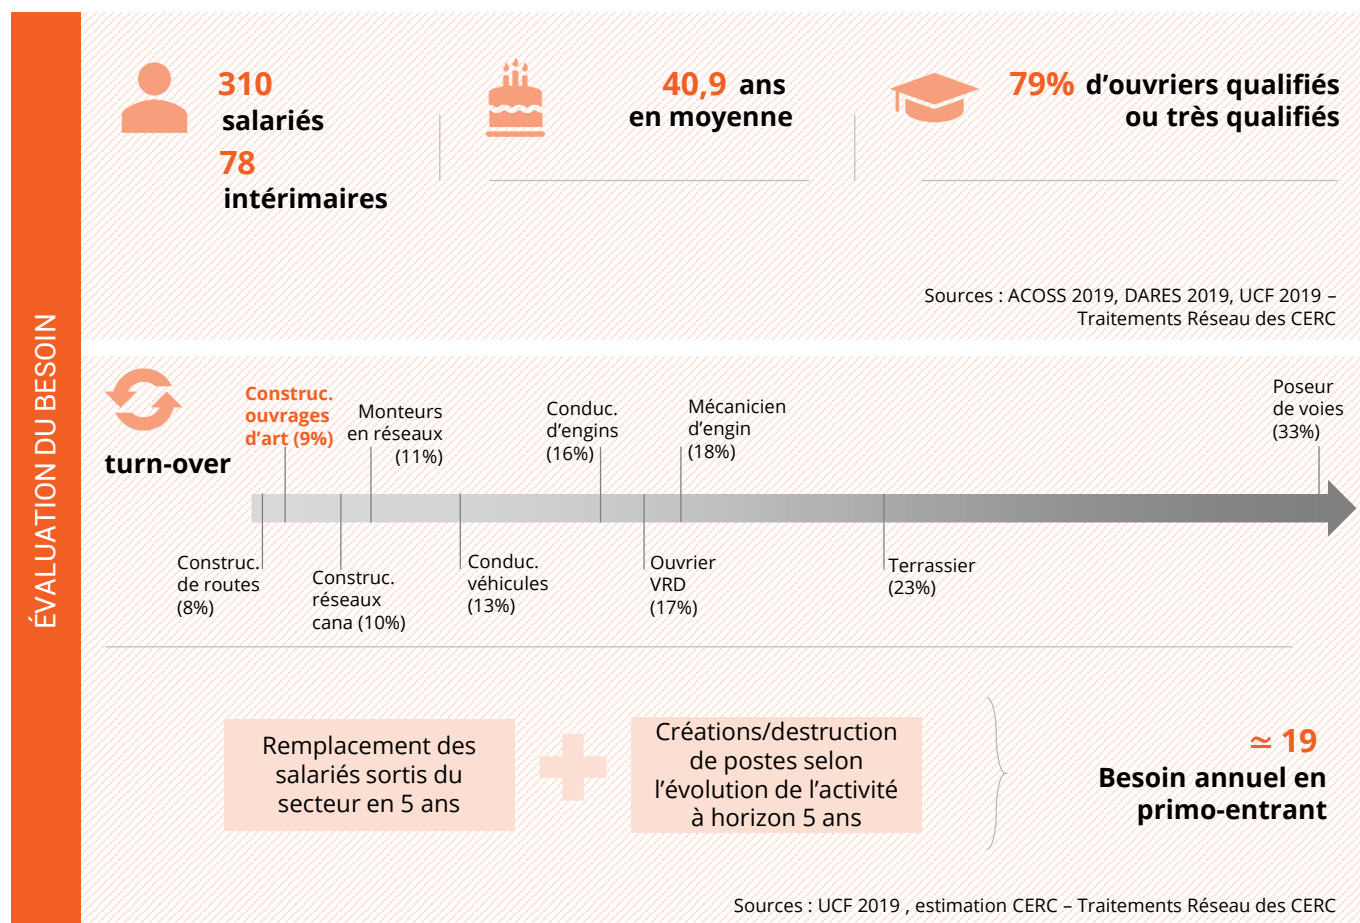 ÉVALUATION DU BESOIN
310
salariés
78
intérimaires
40,9 ans
en moyenne
79% d'ouvriers qualifiés
ou très qualifiés
Sources : ACOSS 2019, DARES 2019, UCF 2019 –
Traitements Réseau des CERC
turn-over
Construc.
ouvrages
d'art (9%)
Monteurs
en réseaux
(11%)
Conduc.
d'engins
(16%)
Mécanicien
d'engin
(18%)
Poseur
de voies
(33%)
Construc.
de routes
(8%)
Construc.
réseaux
cana (10%)
Conduc.
véhicules
(13%)
Ouvrier
VRD
(17%)
Terrassier
(23%)
Remplacement des
salariés sortis du
secteur en 5 ans
Créations/destruction
de postes selon
l'évolution de l'activité
à horizon 5 ans
≃ 19
Besoin annuel en
primo-entrant
Sources : UCF 2019 , estimation CERC – Traitements Réseau des CERC